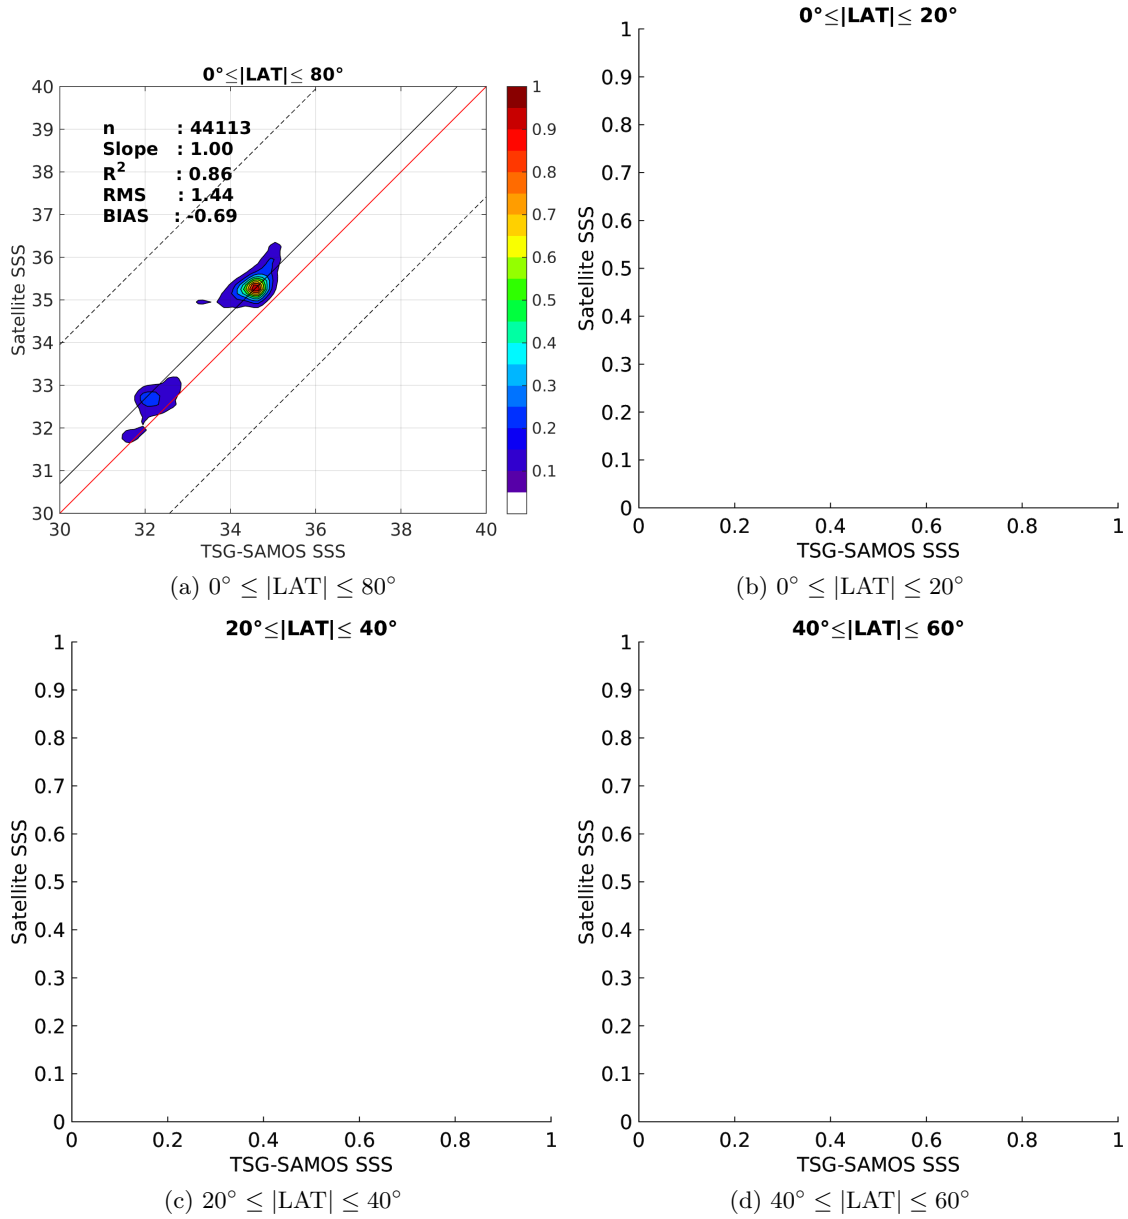 0°≤|LAT|≤ 80°
n : 44113
Slope : 1.00
R² : 0.86
RMS : 1.44
BIAS : -0.69
40
39
38
37
36
35
34
33
32
31
30
30 32 34 36 38 40
1
0.9
0.8
0.7
0.6
0.5
0.4
0.3
0.2
0.1
Satellite SSS
TSG-SAMOS SSS
(a) 0° ≤ |LAT| ≤ 80°
0°≤|LAT|≤ 20°
1
0.9
0.8
0.7
0.6
0.5
0.4
0.3
0.2
0.1
0
0 0.2 0.4 0.6 0.8 1
Satellite SSS
TSG-SAMOS SSS
(b) 0° ≤ |LAT| ≤ 20°
20°≤|LAT|≤ 40°
1
0.9
0.8
0.7
0.6
0.5
0.4
0.3
0.2
0.1
0
0 0.2 0.4 0.6 0.8 1
Satellite SSS
TSG-SAMOS SSS
(c) 20° ≤ |LAT| ≤ 40°
40°≤|LAT|≤ 60°
1
0.9
0.8
0.7
0.6
0.5
0.4
0.3
0.2
0.1
0
0 0.2 0.4 0.6 0.8 1
Satellite SSS
TSG-SAMOS SSS
(d) 40° ≤ |LAT| ≤ 60°